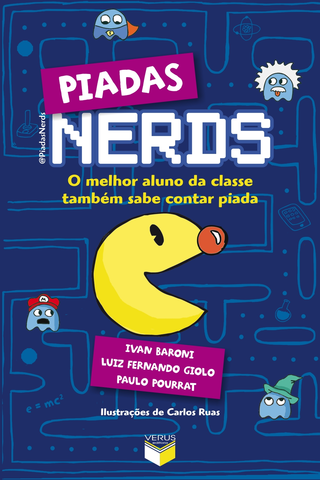 PIADAS
NERDS
@PiadasNerds
O melhor aluno da classe
também sabe contar piada
IVAN BARONI
LUIZ FERNANDO GIOLO
PAULO POURRAT
e=mc²
Ilustrações de Carlos Ruas
VERUS